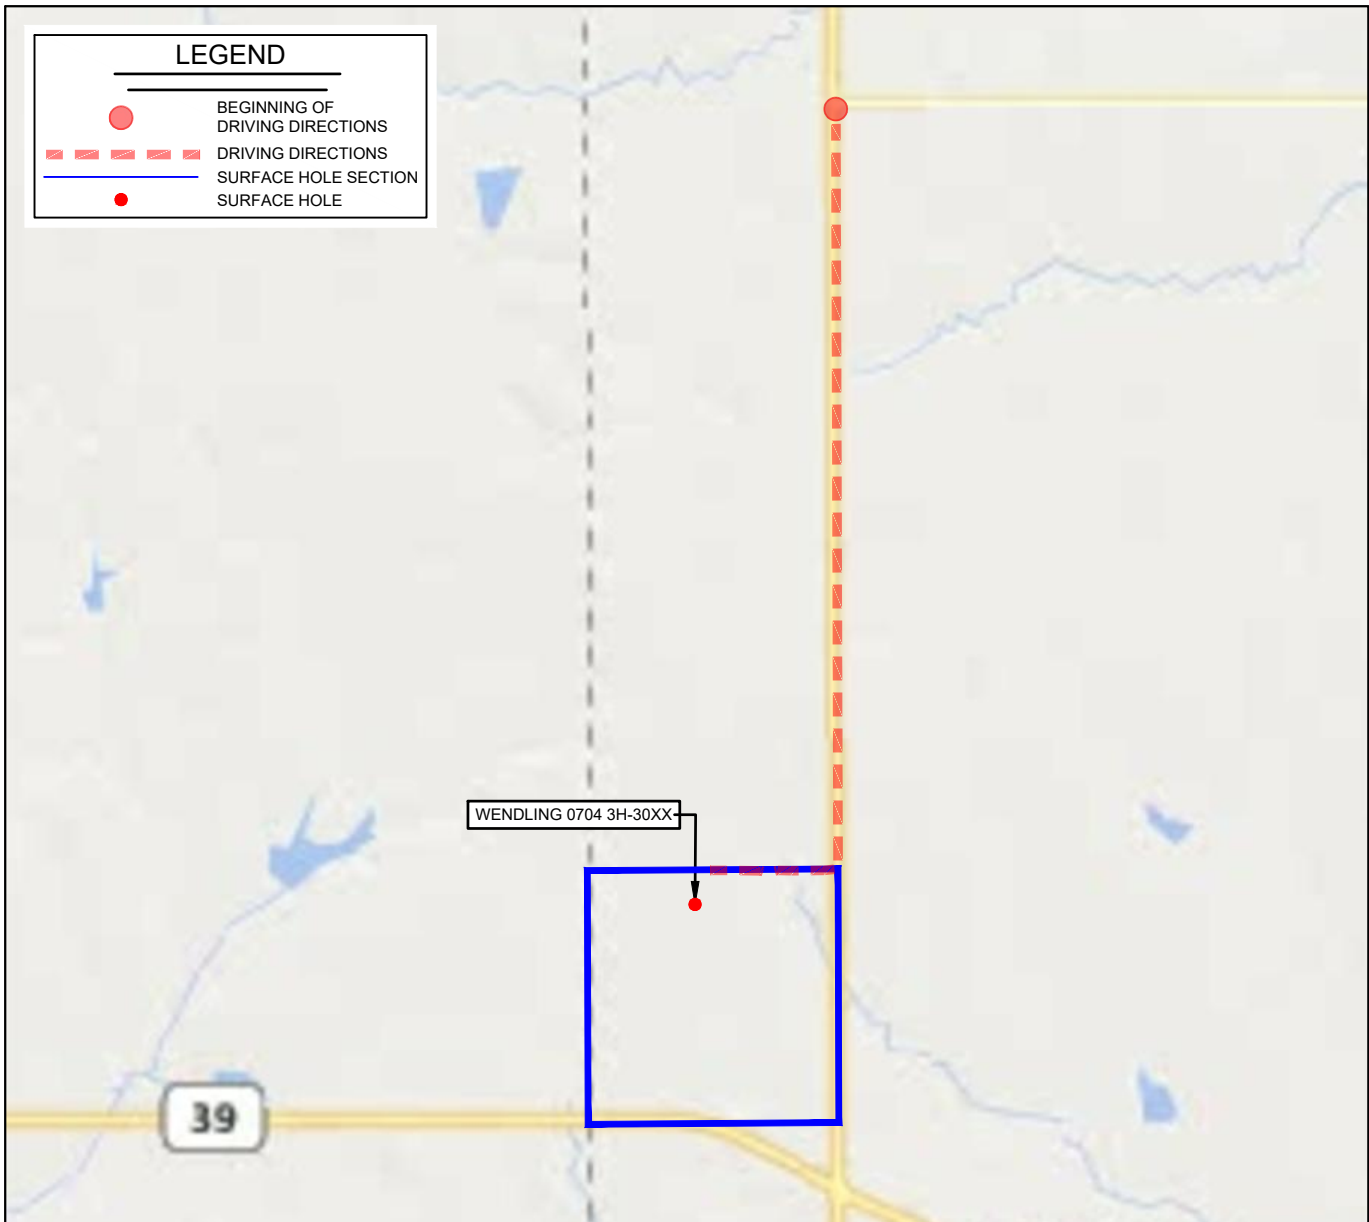 LEGEND
BEGINNING OF
DRIVING DIRECTIONS
DRIVING DIRECTIONS
SURFACE HOLE SECTION
SURFACE HOLE
WENDLING 0704 3H-30XX
39